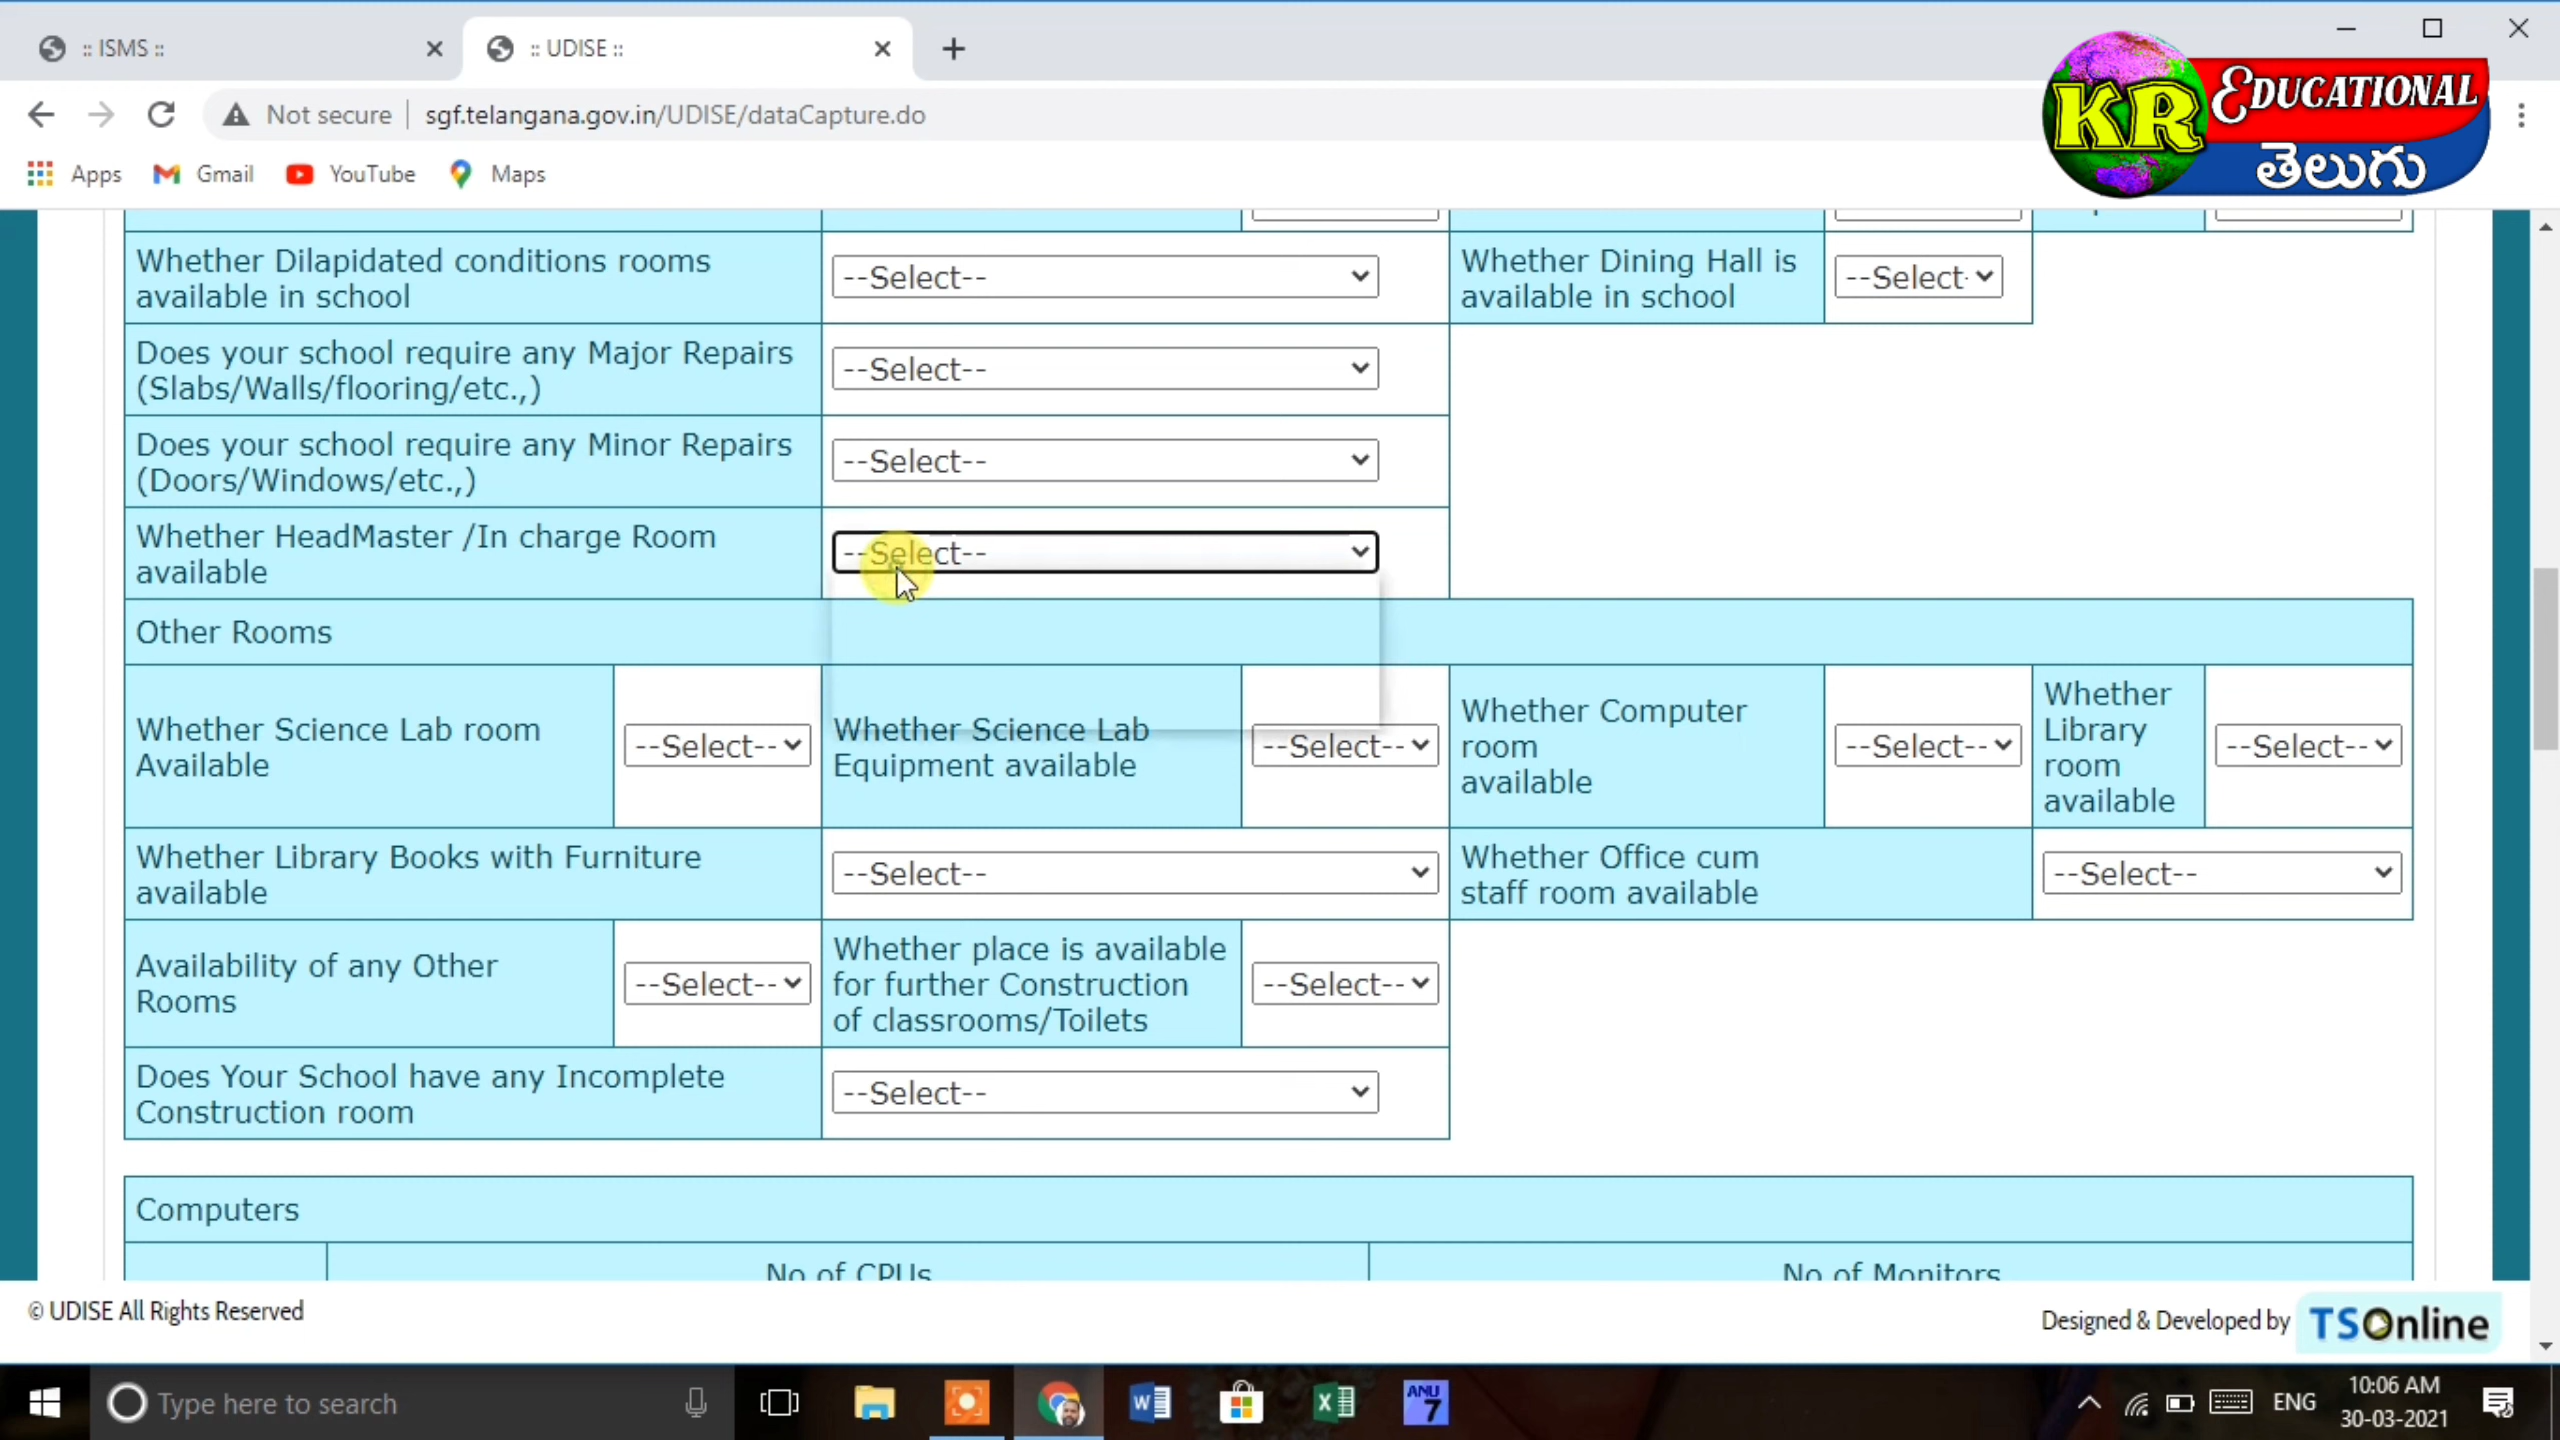 :: ISMS ::
:: UDISE ::
Not secure
sgf.telangana.gov.in/UDISE/dataCapture.do
KR EDUCATIONAL
తెలుగు
Apps
Gmail
YouTube
Maps
Whether Dilapidated conditions rooms
available in school
--Select--
Whether Dining Hall is
available in school
--Select-
Does your school require any Major Repairs
(Slabs/Walls/flooring/etc.,)
--Select--
Does your school require any Minor Repairs
(Doors/Windows/etc.,)
--Select--
Whether HeadMaster /In charge Room
available
--Select--
Other Rooms
Whether Science Lab room
Available
--Select--
Whether Science Lab
Equipment available
--Select--
Whether Computer
room
available
--Select--
Whether
Library
room
available
--Select--
Whether Library Books with Furniture
available
--Select--
Whether Office cum
staff room available
--Select--
Availability of any Other
Rooms
--Select--
Whether place is available
for further Construction
of classrooms/Toilets
--Select--
Does Your School have any Incomplete
Construction room
--Select--
Computers
No of CPUs
No of Monitors
© UDISE All Rights Reserved
Designed & Developed by TSOnline
Type here to search
ANU
7
ENG
10:06 AM
30-03-2021